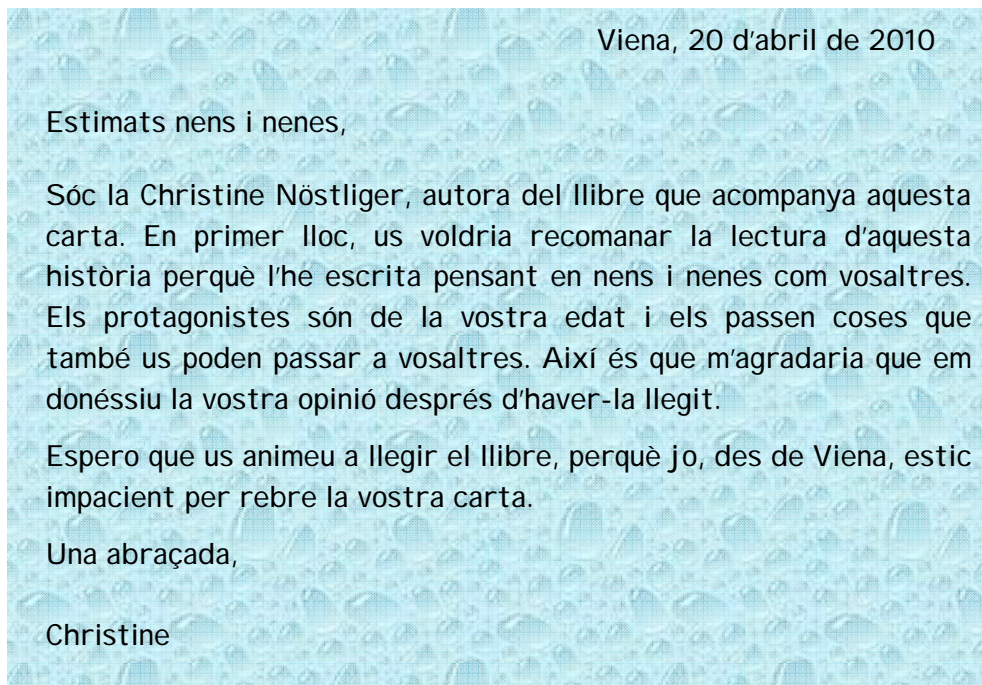 Viena, 20 d'abril de 2010
Estimats nens i nenes,
Sóc la Christine Nöstliger, autora del llibre que acompanya aquesta
carta. En primer lloc, us voldria recomanar la lectura d'aquesta
història perquè l'he escrita pensant en nens i nenes com vosaltres.
Els protagonistes són de la vostra edat i els passen coses que
també us poden passar a vosaltres. Així és que m'agradaria que em
donéssiu la vostra opinió després d'haver-la llegit.
Espero que us animeu a llegir el llibre, perquè jo, des de Viena, estic
impacient per rebre la vostra carta.
Una abraçada,
Christine